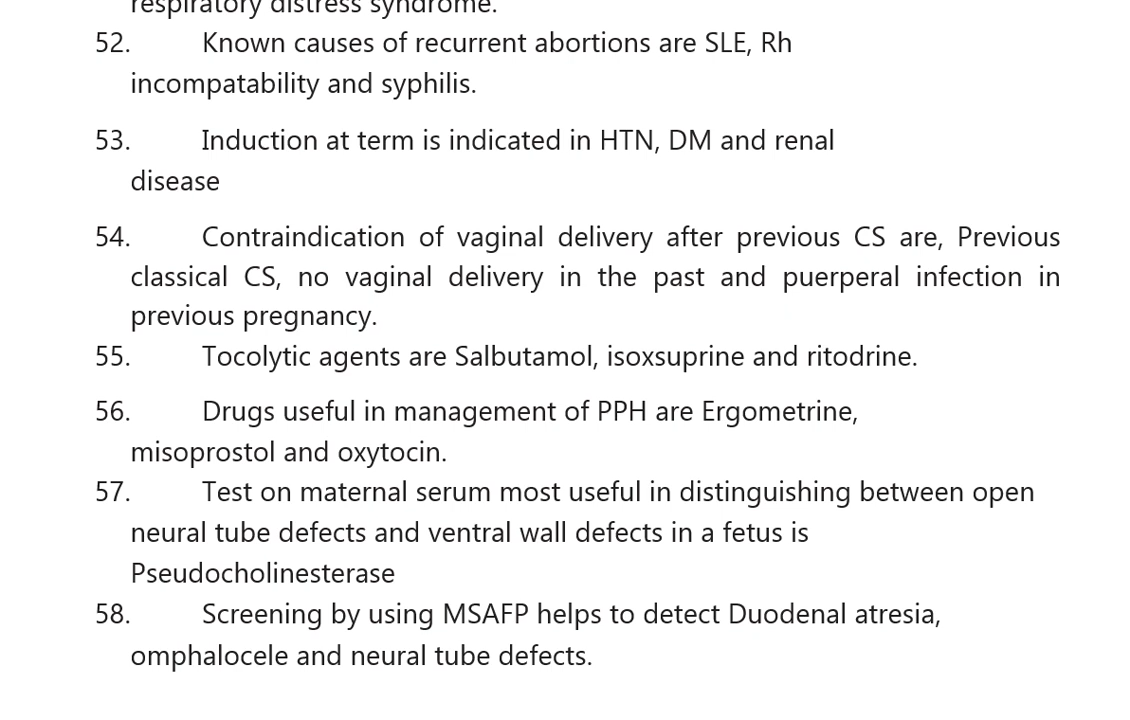 respiratory distress syndrome.
52. Known causes of recurrent abortions are SLE, Rh
incompatability and syphilis.
53. Induction at term is indicated in HTN, DM and renal
disease
54. Contraindication of vaginal delivery after previous CS are, Previous
classical CS, no vaginal delivery in the past and puerperal infection in
previous pregnancy.
55. Tocolytic agents are Salbutamol, isoxsuprine and ritodrine.
56. Drugs useful in management of PPH are Ergometrine,
misoprostol and oxytocin.
57. Test on maternal serum most useful in distinguishing between open
neural tube defects and ventral wall defects in a fetus is
Pseudocholinesterase
58. Screening by using MSAFP helps to detect Duodenal atresia,
omphalocele and neural tube defects.